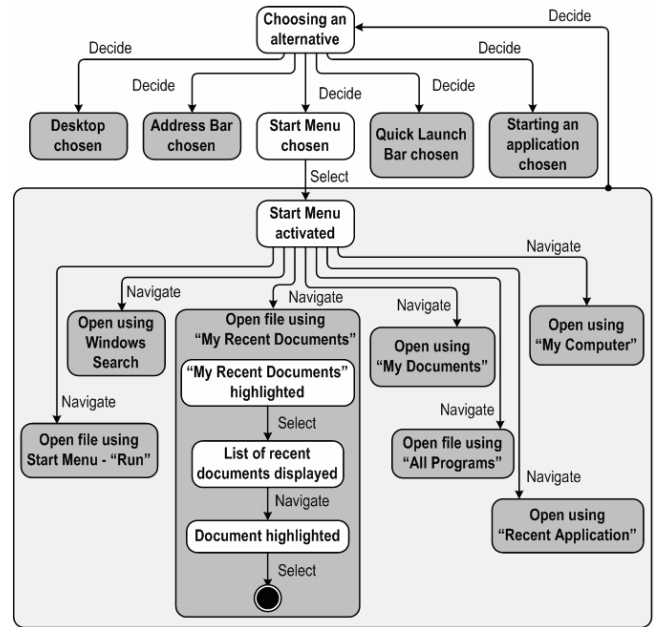 Choosing an
alternative
Decide
Decide
Decide
Decide
Decide
Decide
Desktop
chosen
Address Bar
chosen
Start Menu
chosen
Quick Launch
Bar chosen
Starting an
application
chosen
Select
Start Menu
activated
Navigate
Navigate
Navigate
Navigate
Open using
Windows
Search
Open file using
“My Recent Documents”
Open using
“My Documents”
Open using
“My Computer”
“My Recent Documents”
highlighted
Navigate
Navigate
Select
Open file using
Start Menu - “Run”
List of recent
documents displayed
Open file using
“All Programs”
Navigate
Navigate
Document highlighted
Open using
“Recent Application”
Select